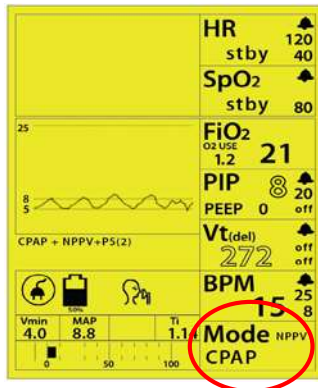 HR 120
stby 40
SpO2
stby 80
25
FiO2
O2 USE
1.2 21
PIP 8 20
8
5
PEEP 0 off
CPAP + NPPV+PS(2)
Vt(del) off
272 off
50%
BPM 25
15 8
Vmin MAP Ti
4.0 8.8 1.14
0 50 100
Mode NPPV
CPAP